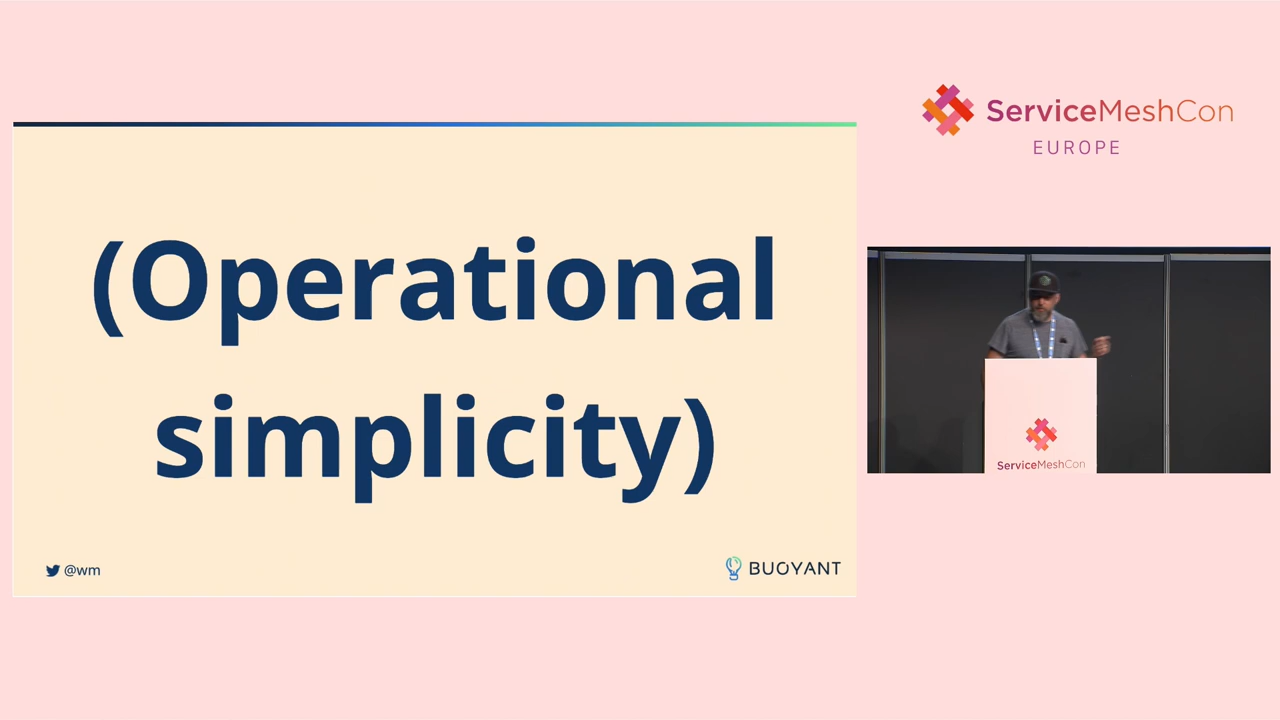 (Operational
simplicity)
@wm
BUOYANT
ServiceMeshCon
EUROPE
ServiceMeshCon